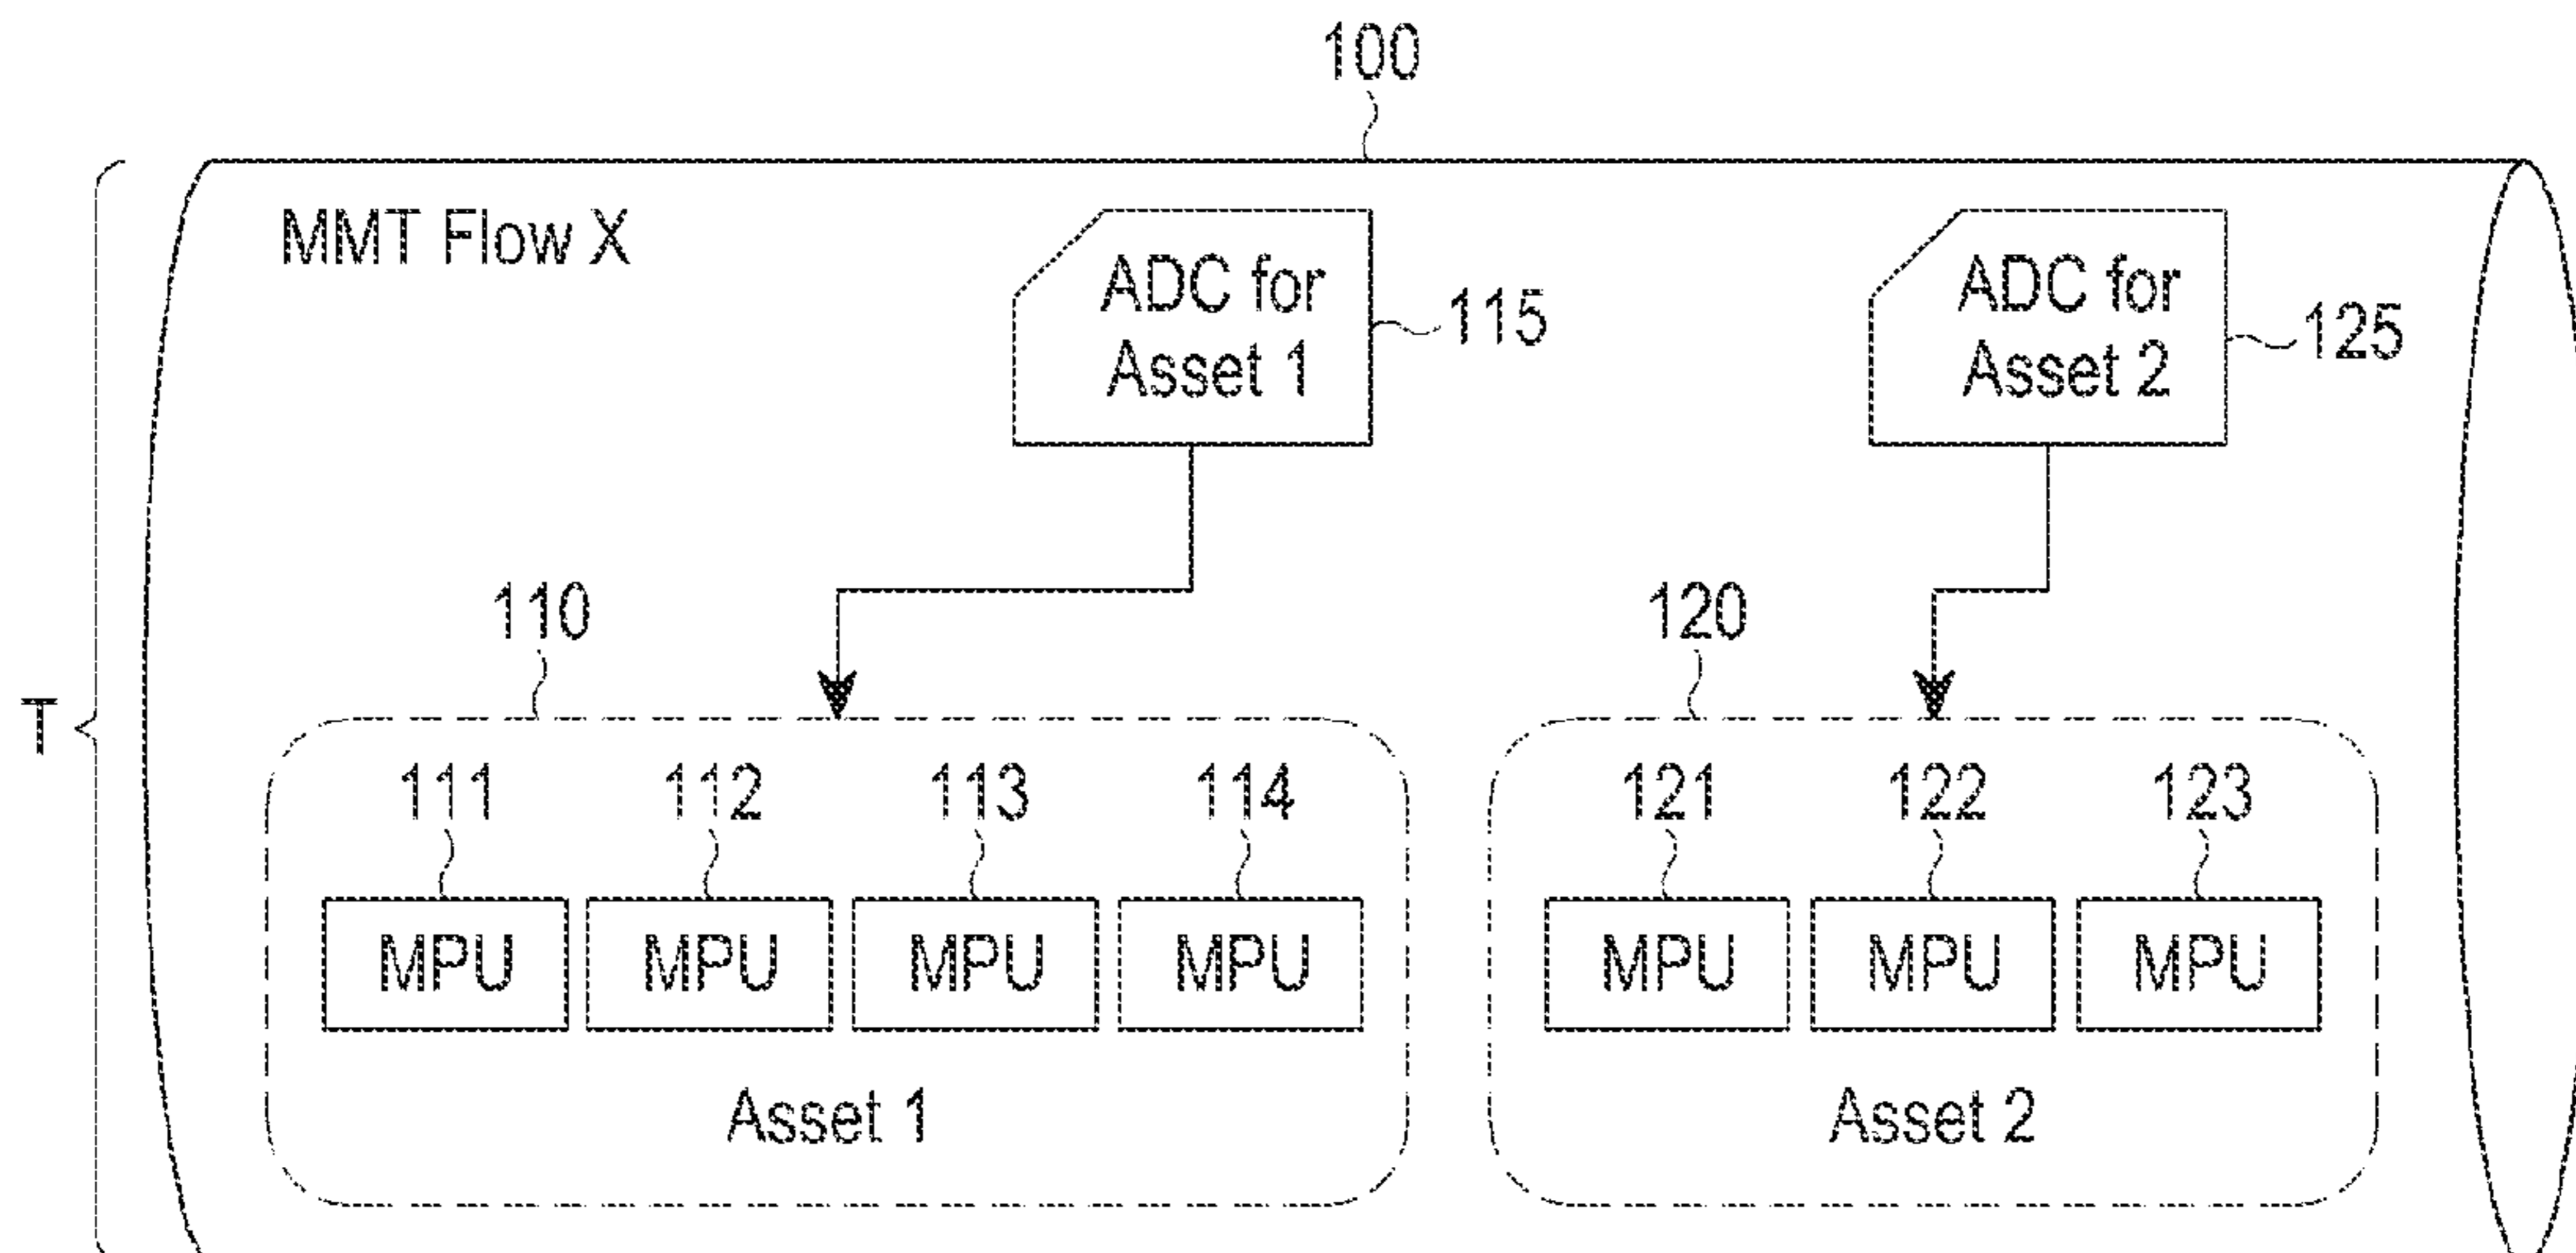 100
MMT Flow X
ADC for
Asset 1
115
ADC for
Asset 2
125
T
110
120
111
112
113
114
121
122
123
MPU
MPU
MPU
MPU
MPU
MPU
MPU
Asset 1
Asset 2